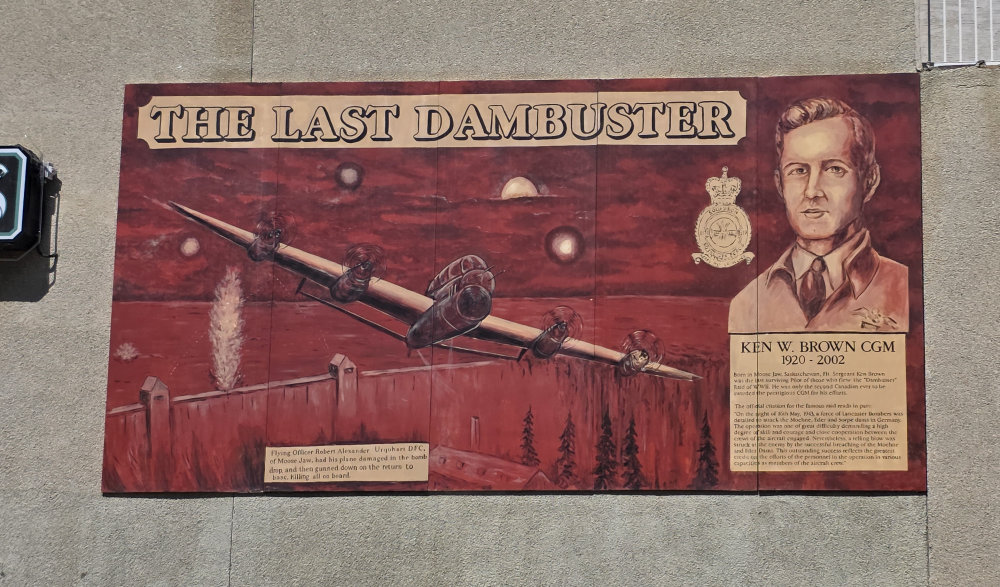 THE LAST DAMBUSTER
KEN W. BROWN CGM
1920 - 2002
Born in Moose Jaw, Saskatchewan, Flt. Sergeant Ken Brown
was the last surviving Pilot of those who flew the "Dambuster"
Raid of WWII. He was only the second Canadian ever to be
awarded the prestigious CGM for his efforts.
The official citation for the famous raid reads in part:
"On the night of 16th May, 1943, a force of Lancaster Bombers was
detailed to attack the Moehne, Eder and Sorpe dams in Germany.
The operation was one of great difficulty demanding a high
degree of skill and courage and close cooperation between the
crews of the aircraft engaged. Nevertheless, a telling blow was
struck at the enemy by the successful breaching of the Moehne
and Eder Dams. This outstanding success reflects the greatest
credit on the efforts of the personnel in the operation in various
capacities as members of the aircraft crew."
Flying Officer Robert Alexander Urquhart DFC,
of Moose Jaw, had his plane damaged in the bomb
drop, and then gunned down on the return to
base, killing all on board.